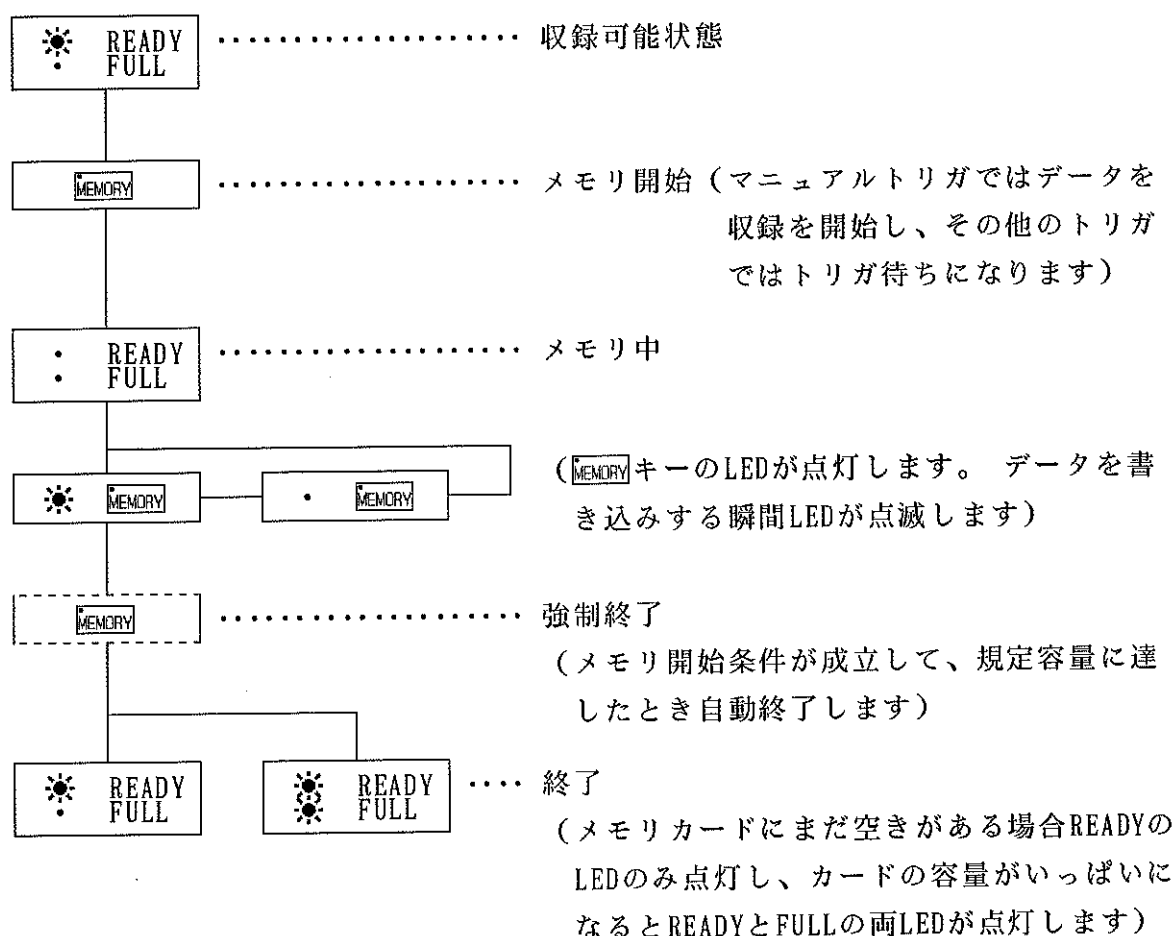 READY ・・・・・・・・・・・・・・・・・・・ 収録可能状態
FULL
MEMORY ・・・・・・・・・・・・・・・・・・・ メモリ開始(マニュアルトリガではデータを
収録を開始し、その他のトリガ
ではトリガ待ちになります)
READY ・・・・・・・・・・・・・・・・・・・ メモリ中
FULL
MEMORY MEMORY (MEMORYキーのLEDが点灯します。 データを書
き込みする瞬間LEDが点滅します)
MEMORY ・・・・・・・・・・・・・・・・・・・ 強制終了
(メモリ開始条件が成立して、規定容量に達
したとき自動終了します)
READY READY ・・・・ 終了
FULL FULL
(メモリカードにまだ空きがある場合READYの
LEDのみ点灯し、カードの容量がいっぱいに
なるとREADYとFULLの両LEDが点灯します)